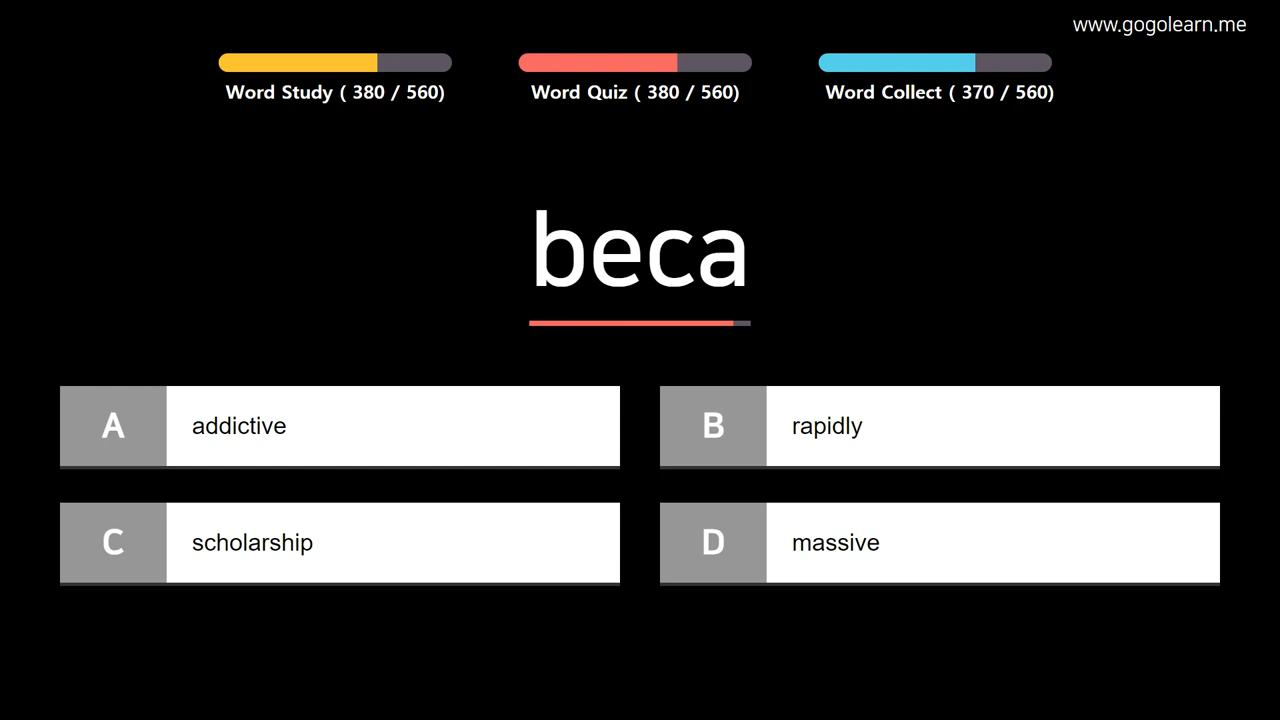 www.gogolearn.me
Word Study ( 380 / 560)
Word Quiz ( 380 / 560)
Word Collect ( 370 / 560)
beca
A addictive
B rapidly
C scholarship
D massive